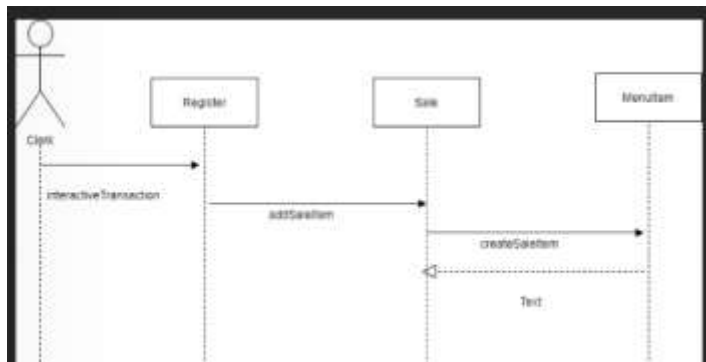 Register
Sale
MenuItem
Clerk
interactiveTransaction
addSaleItem
createSaleItem
Text